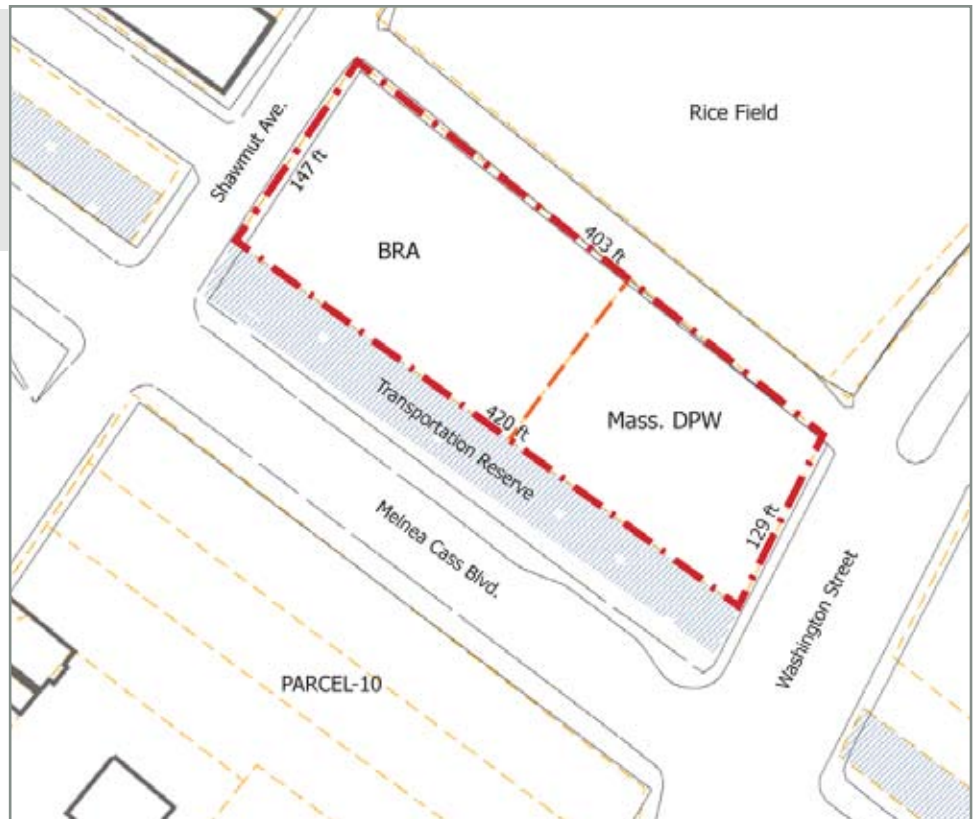 Rice Field
Shawmut Ave.
147 ft
403 ft
BRA
Mass. DPW
420 ft
Transportation Reserve
129 ft
Melnea Cass Blvd.
Washington Street
PARCEL-10